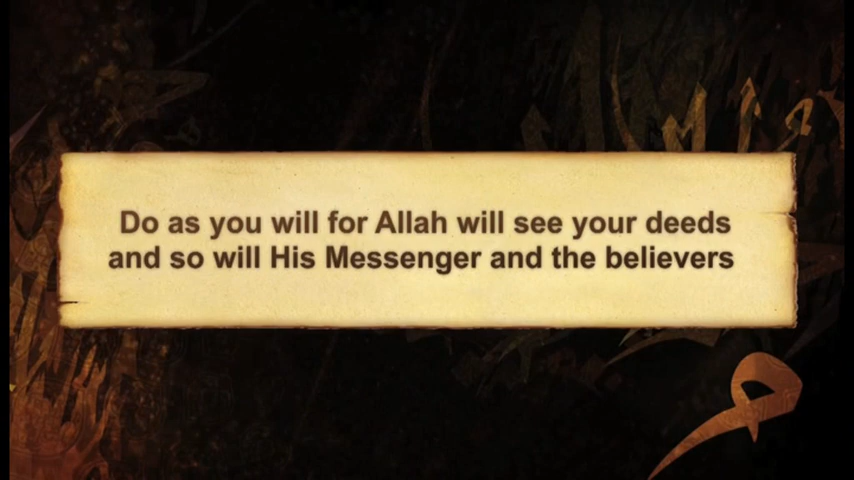 Do as you will for Allah will see your deeds
and so will His Messenger and the believers